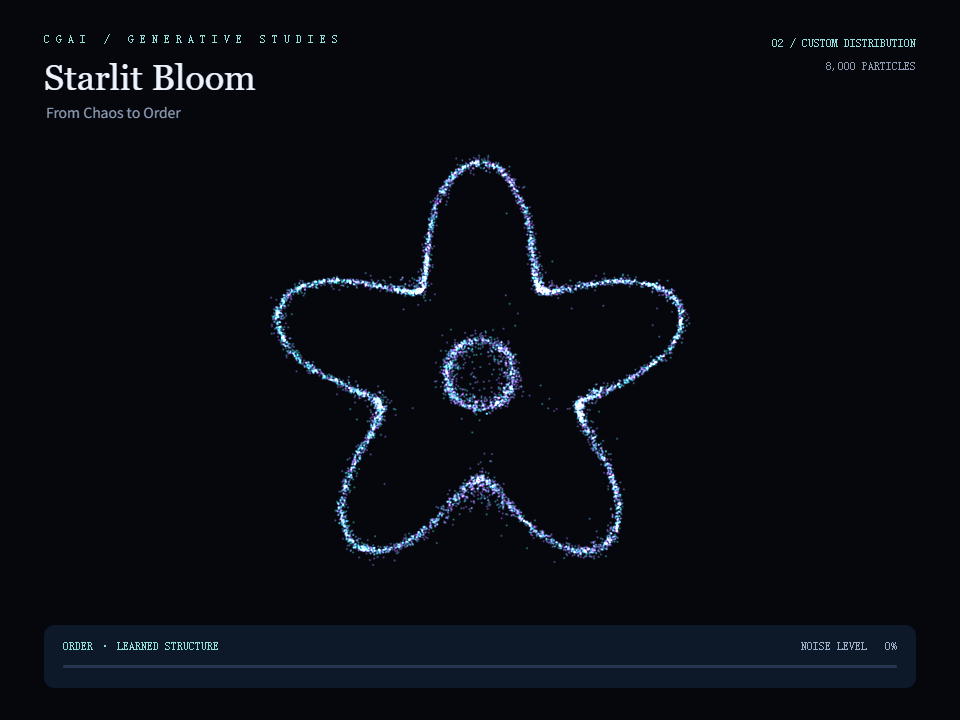 CGAI / GENERATIVE STUDIES
Starlit Bloom
From Chaos to Order
02 / CUSTOM DISTRIBUTION
8,000 PARTICLES
ORDER · LEARNED STRUCTURE
NOISE LEVEL 0%